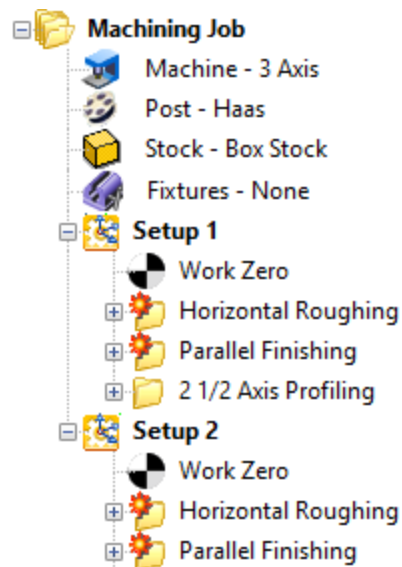 Machining Job
Machine - 3 Axis
Post - Haas
Stock - Box Stock
Fixtures - None
Setup 1
Work Zero
Horizontal Roughing
Parallel Finishing
2 1/2 Axis Profiling
Setup 2
Work Zero
Horizontal Roughing
Parallel Finishing